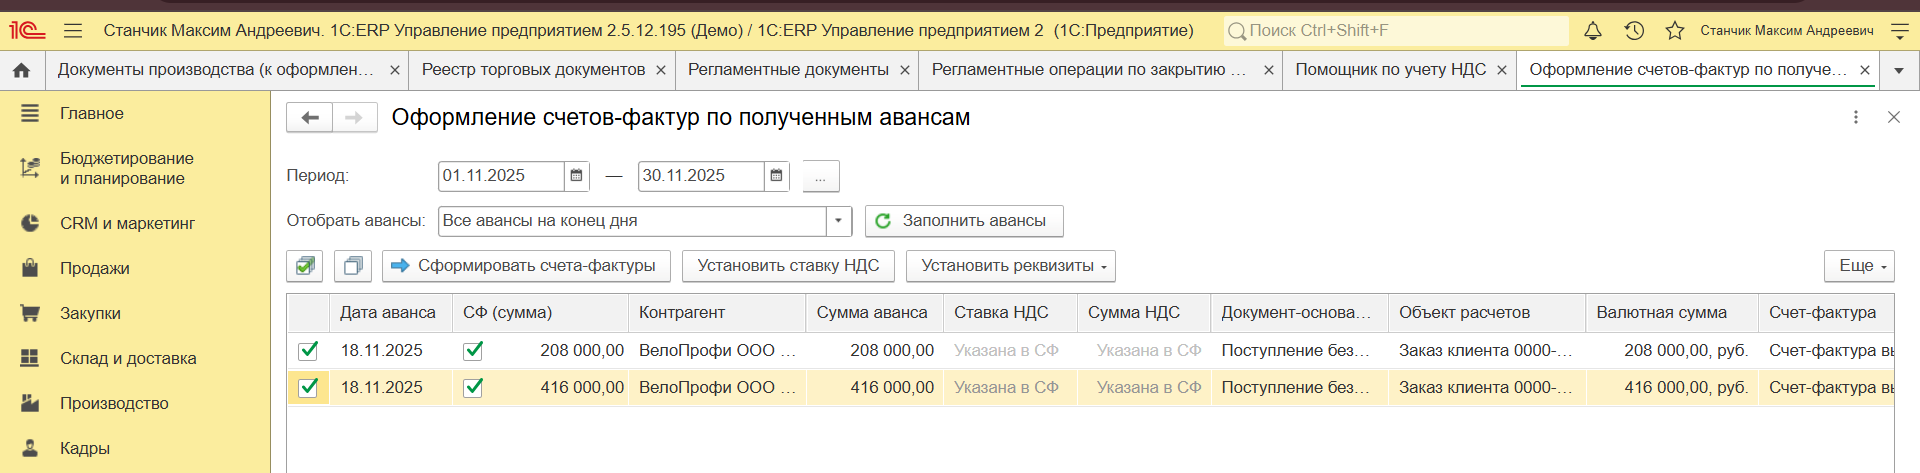 1С Станчик Максим Андреевич. 1С:ERP Управление предприятием 2.5.12.195 (Демо) / 1С:ERP Управление предприятием 2 (1С:Предприятие) Поиск Ctrl+Shift+F Станчик Максим Андреевич
Документы производства (к оформлен... Реестр торговых документов Регламентные документы Регламентные операции по закрытию ... Помощник по учету НДС Оформление счетов-фактур по получе...
Главное
Бюджетирование
и планирование
CRM и маркетинг
Продажи
Закупки
Склад и доставка
Производство
Кадры
Оформление счетов-фактур по полученным авансам
Период: 01.11.2025 — 30.11.2025 ...
Отобрать авансы: Все авансы на конец дня Заполнить авансы
Сформировать счета-фактуры Установить ставку НДС Установить реквизиты Еще
Дата аванса СФ (сумма) Контрагент Сумма аванса Ставка НДС Сумма НДС Документ-основа... Объект расчетов Валютная сумма Счет-фактура
18.11.2025 208 000,00 ВелоПрофи ООО ... 208 000,00 Указана в СФ Указана в СФ Поступление без... Заказ клиента 0000-... 208 000,00, руб. Счет-фактура вы
18.11.2025 416 000,00 ВелоПрофи ООО ... 416 000,00 Указана в СФ Указана в СФ Поступление без... Заказ клиента 0000-... 416 000,00, руб. Счет-фактура вы